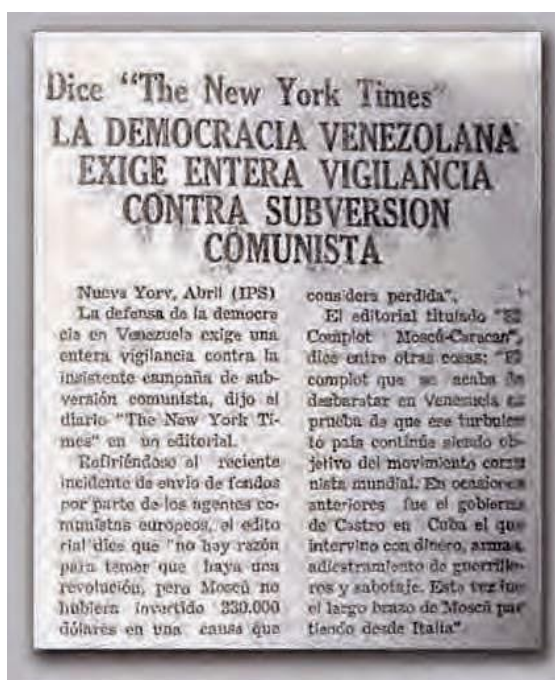 Dice "The New York Times"
LA DEMOCRACIA VENEZOLANA
EXIGE ENTERA VIGILANCIA
CONTRA SUBVERSION
COMUNISTA
Nueva Yorv, Abril (IPS)
La defensa de la democra
cia en Venezuela exige una
entera vigilancia contra la
insistente campaña de sub-
versión comunista, dijo el
diario "The New York Ti-
mes" en un editorial.
Refiriéndose al reciente
incidente de envío de fondos
por parte de los agentes co-
munistas europeos, el edito
rial dice que "no hay razón
para temer que haya una
revolución, pero Moscú no
hubiera invertido 330.000
dólares en una causa que
considera perdida".
El editorial titulado "El
Complot Moscú-Caracas",
dice entre otras cosas: "El
complot que se acaba de
desbaratar en Venezuela es
prueba de que ese turbulen
to país continúa siendo ob-
jetivo del movimiento comu
nista mundial. En ocasiones
anteriores fue el gobierno
de Castro en Cuba el que
intervino con dinero, armas,
adiestramiento de guerrille-
ros y sabotaje. Esta vez fue
el largo brazo de Moscú par
tiendo desde Italia".